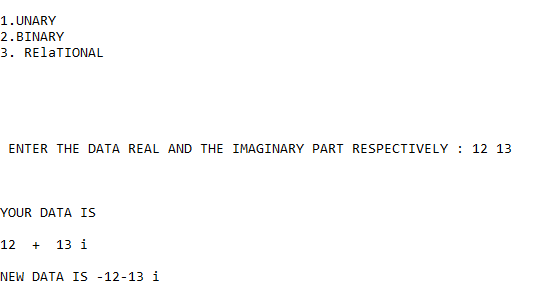 1.UNARY
2.BINARY
3. RElaTIONAL
ENTER THE DATA REAL AND THE IMAGINARY PART RESPECTIVELY : 12 13
YOUR DATA IS
12  +  13 i
NEW DATA IS -12-13 i